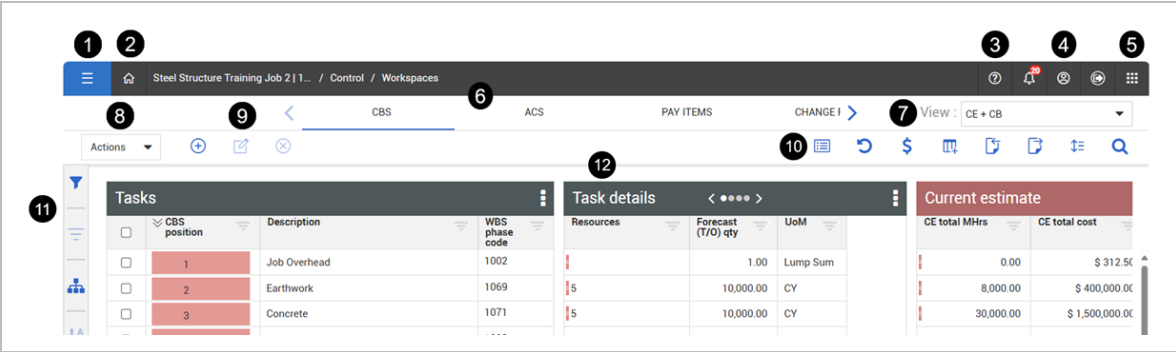 1 2 3 4 5
Steel Structure Training Job 2 | 1... / Control / Workspaces
20
6
CBS ACS PAY ITEMS CHANGE
7 View : CE + CB
8 9
Actions
10
11 12
Tasks Task details Current estimate
CBS position Description WBS phase code Resources Forecast (T/O) qty UoM CE total MHrs CE total cost
1 Job Overhead 1002 1.00 Lump Sum 0.00 $ 312.50
2 Earthwork 1069 5 10,000.00 CY 8,000.00 $ 400,000.00
3 Concrete 1071 5 10,000.00 CY 30,000.00 $ 1,500,000.00